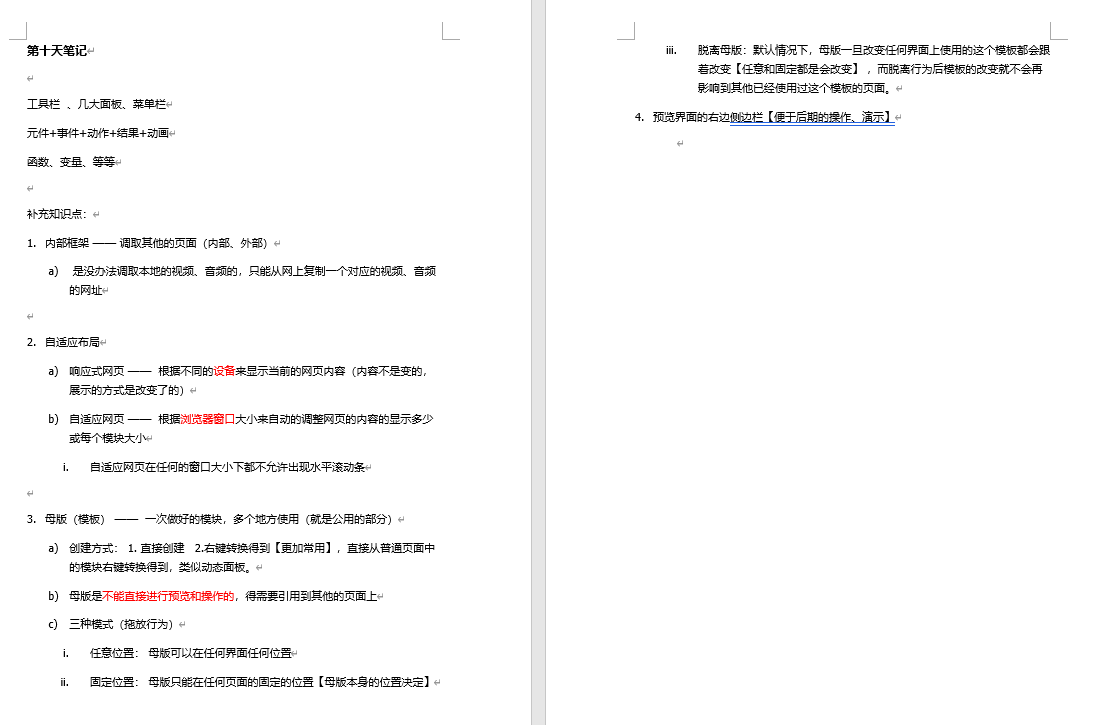 第十天笔记
工具栏 、几大面板、菜单栏
元件+事件+动作+结果+动画
函数、变量、等等
补充知识点：
1. 内部框架 —— 调取其他的页面（内部、外部）
a) 是没办法调取本地的视频、音频的，只能从网上复制一个对应的视频、音频
的网址
2. 自适应布局
a) 响应式网页 —— 根据不同的设备来显示当前的网页内容（内容不是变的，
展示的方式是改变了的）
b) 自适应网页 —— 根据浏览器窗口大小来自动的调整网页的内容的显示多少
或每个模块大小
i. 自适应网页在任何的窗口大小下都不允许出现水平滚动条
3. 母版（模板） —— 一次做好的模块，多个地方使用（就是公用的部分）
a) 创建方式： 1. 直接创建 2.右键转换得到【更加常用】，直接从普通页面中
的模块右键转换得到，类似动态面板。
b) 母版是不能直接进行预览和操作的，得需要引用到其他的页面上
c) 三种模式（拖放行为）
i. 任意位置： 母版可以在任何界面任何位置
ii. 固定位置： 母版只能在任何页面的固定的位置【母版本身的位置决定】
iii. 脱离母版：默认情况下，母版一旦改变任何界面上使用的这个模板都会跟
着改变【任意和固定都是会改变】 ，而脱离行为后模板的改变就不会再
影响到其他已经使用过这个模板的页面。
4. 预览界面的右边侧边栏【便于后期的操作、演示】